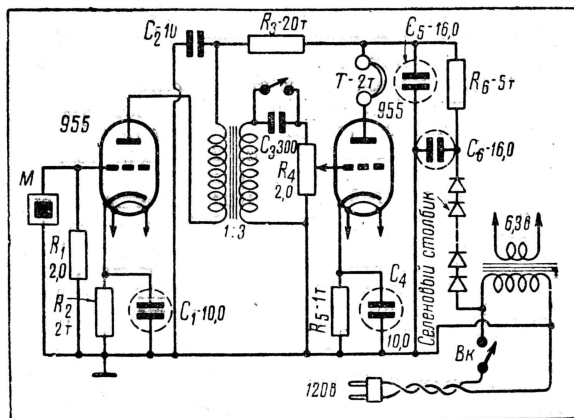 C₂-10
R₃-20т
C₅-16,0
T-2т
955
R₆-5т
955
C₃300
C₆-16,0
M
R₄
2,0
6,3в
1:3
Селеновый столбик
R₁
2,0
R₂
2т
C₁-10,0
R₅-1т
C₄
10,0
Вк
120в